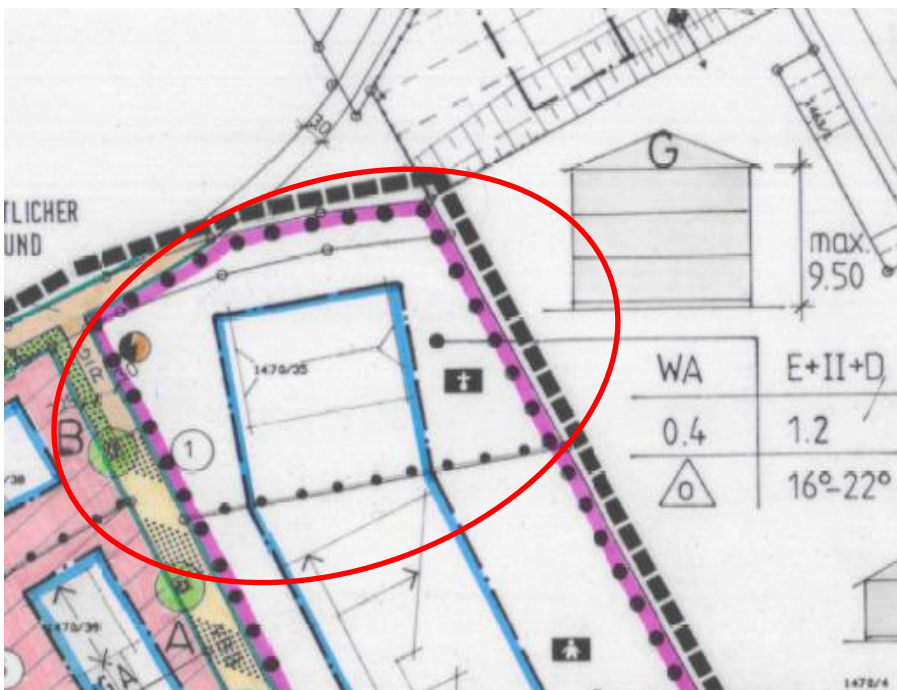 30
TLICHER
UND
G
max.
9.50
WA
E+II+D
0.4
1.2
O
16°-22°
1470/35
1
B
A
GA
1470/39
1470/4